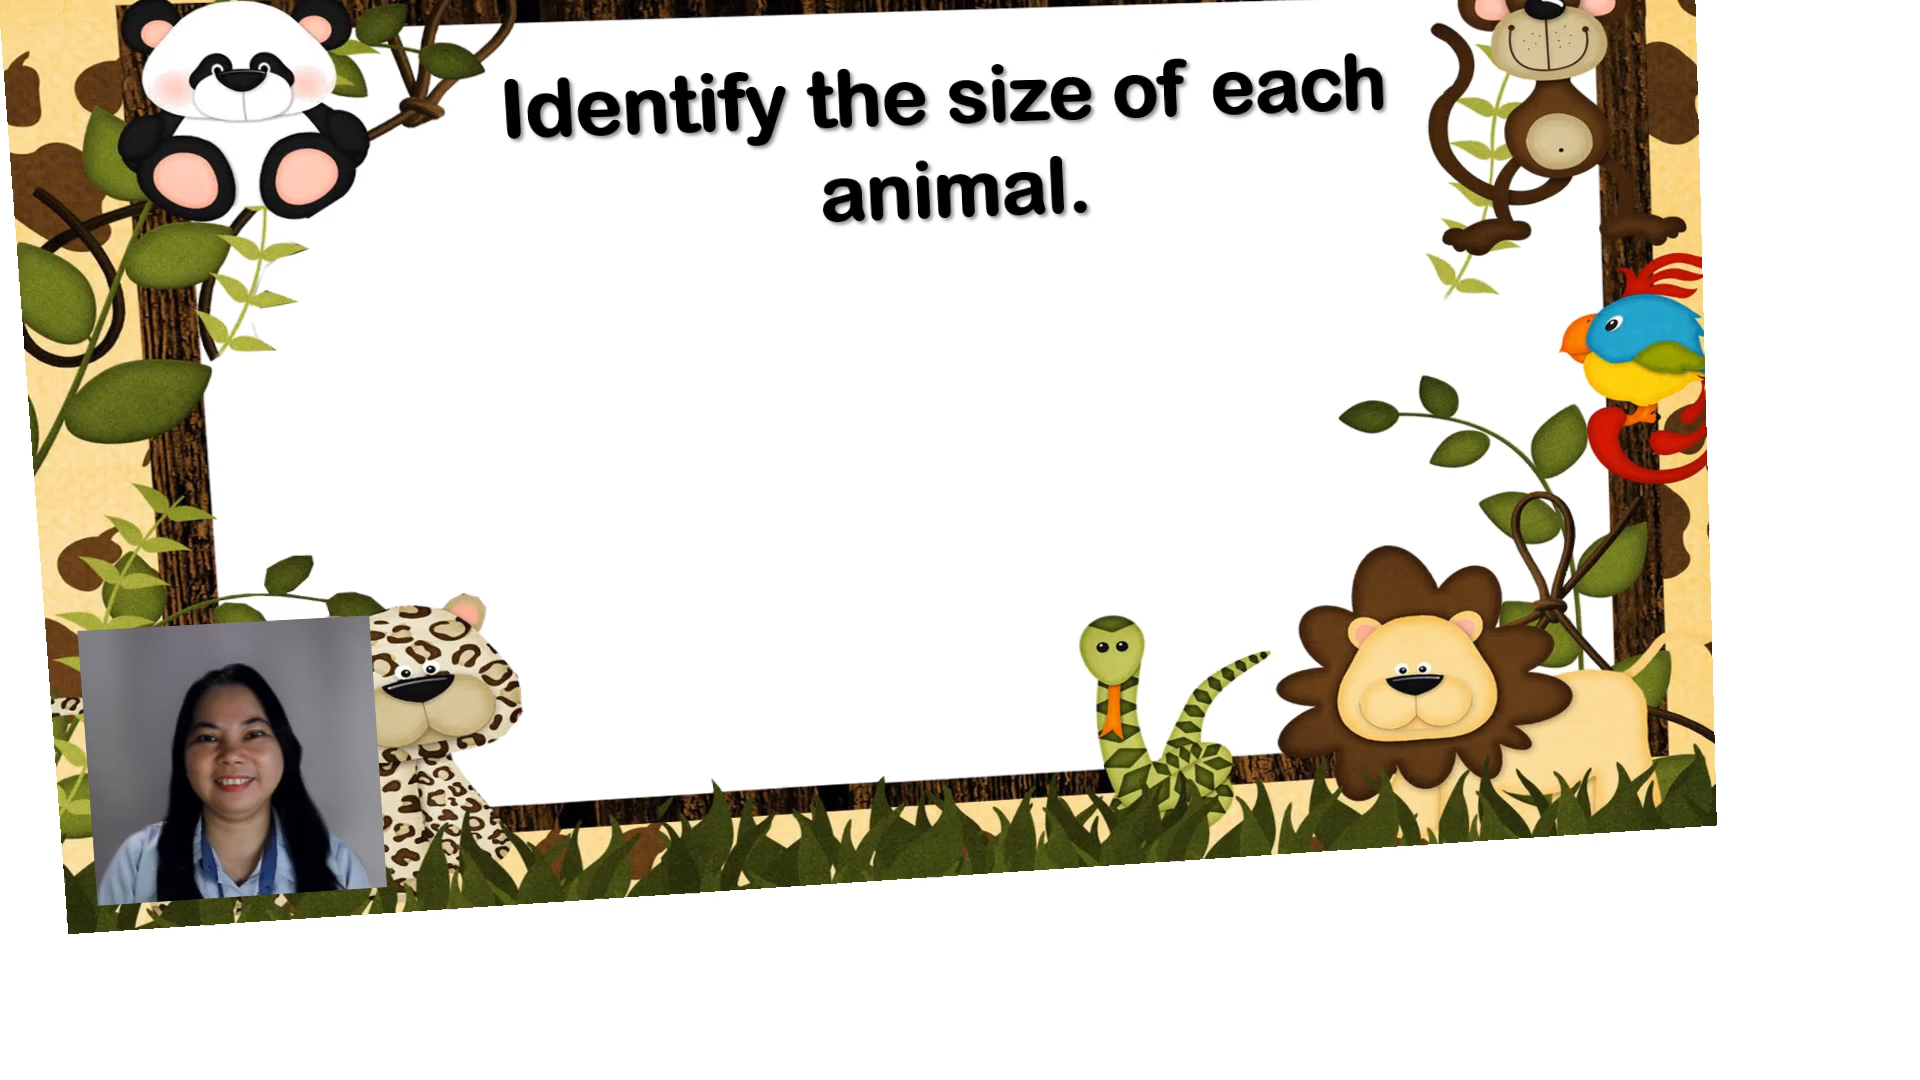 Identify the size of each
animal.